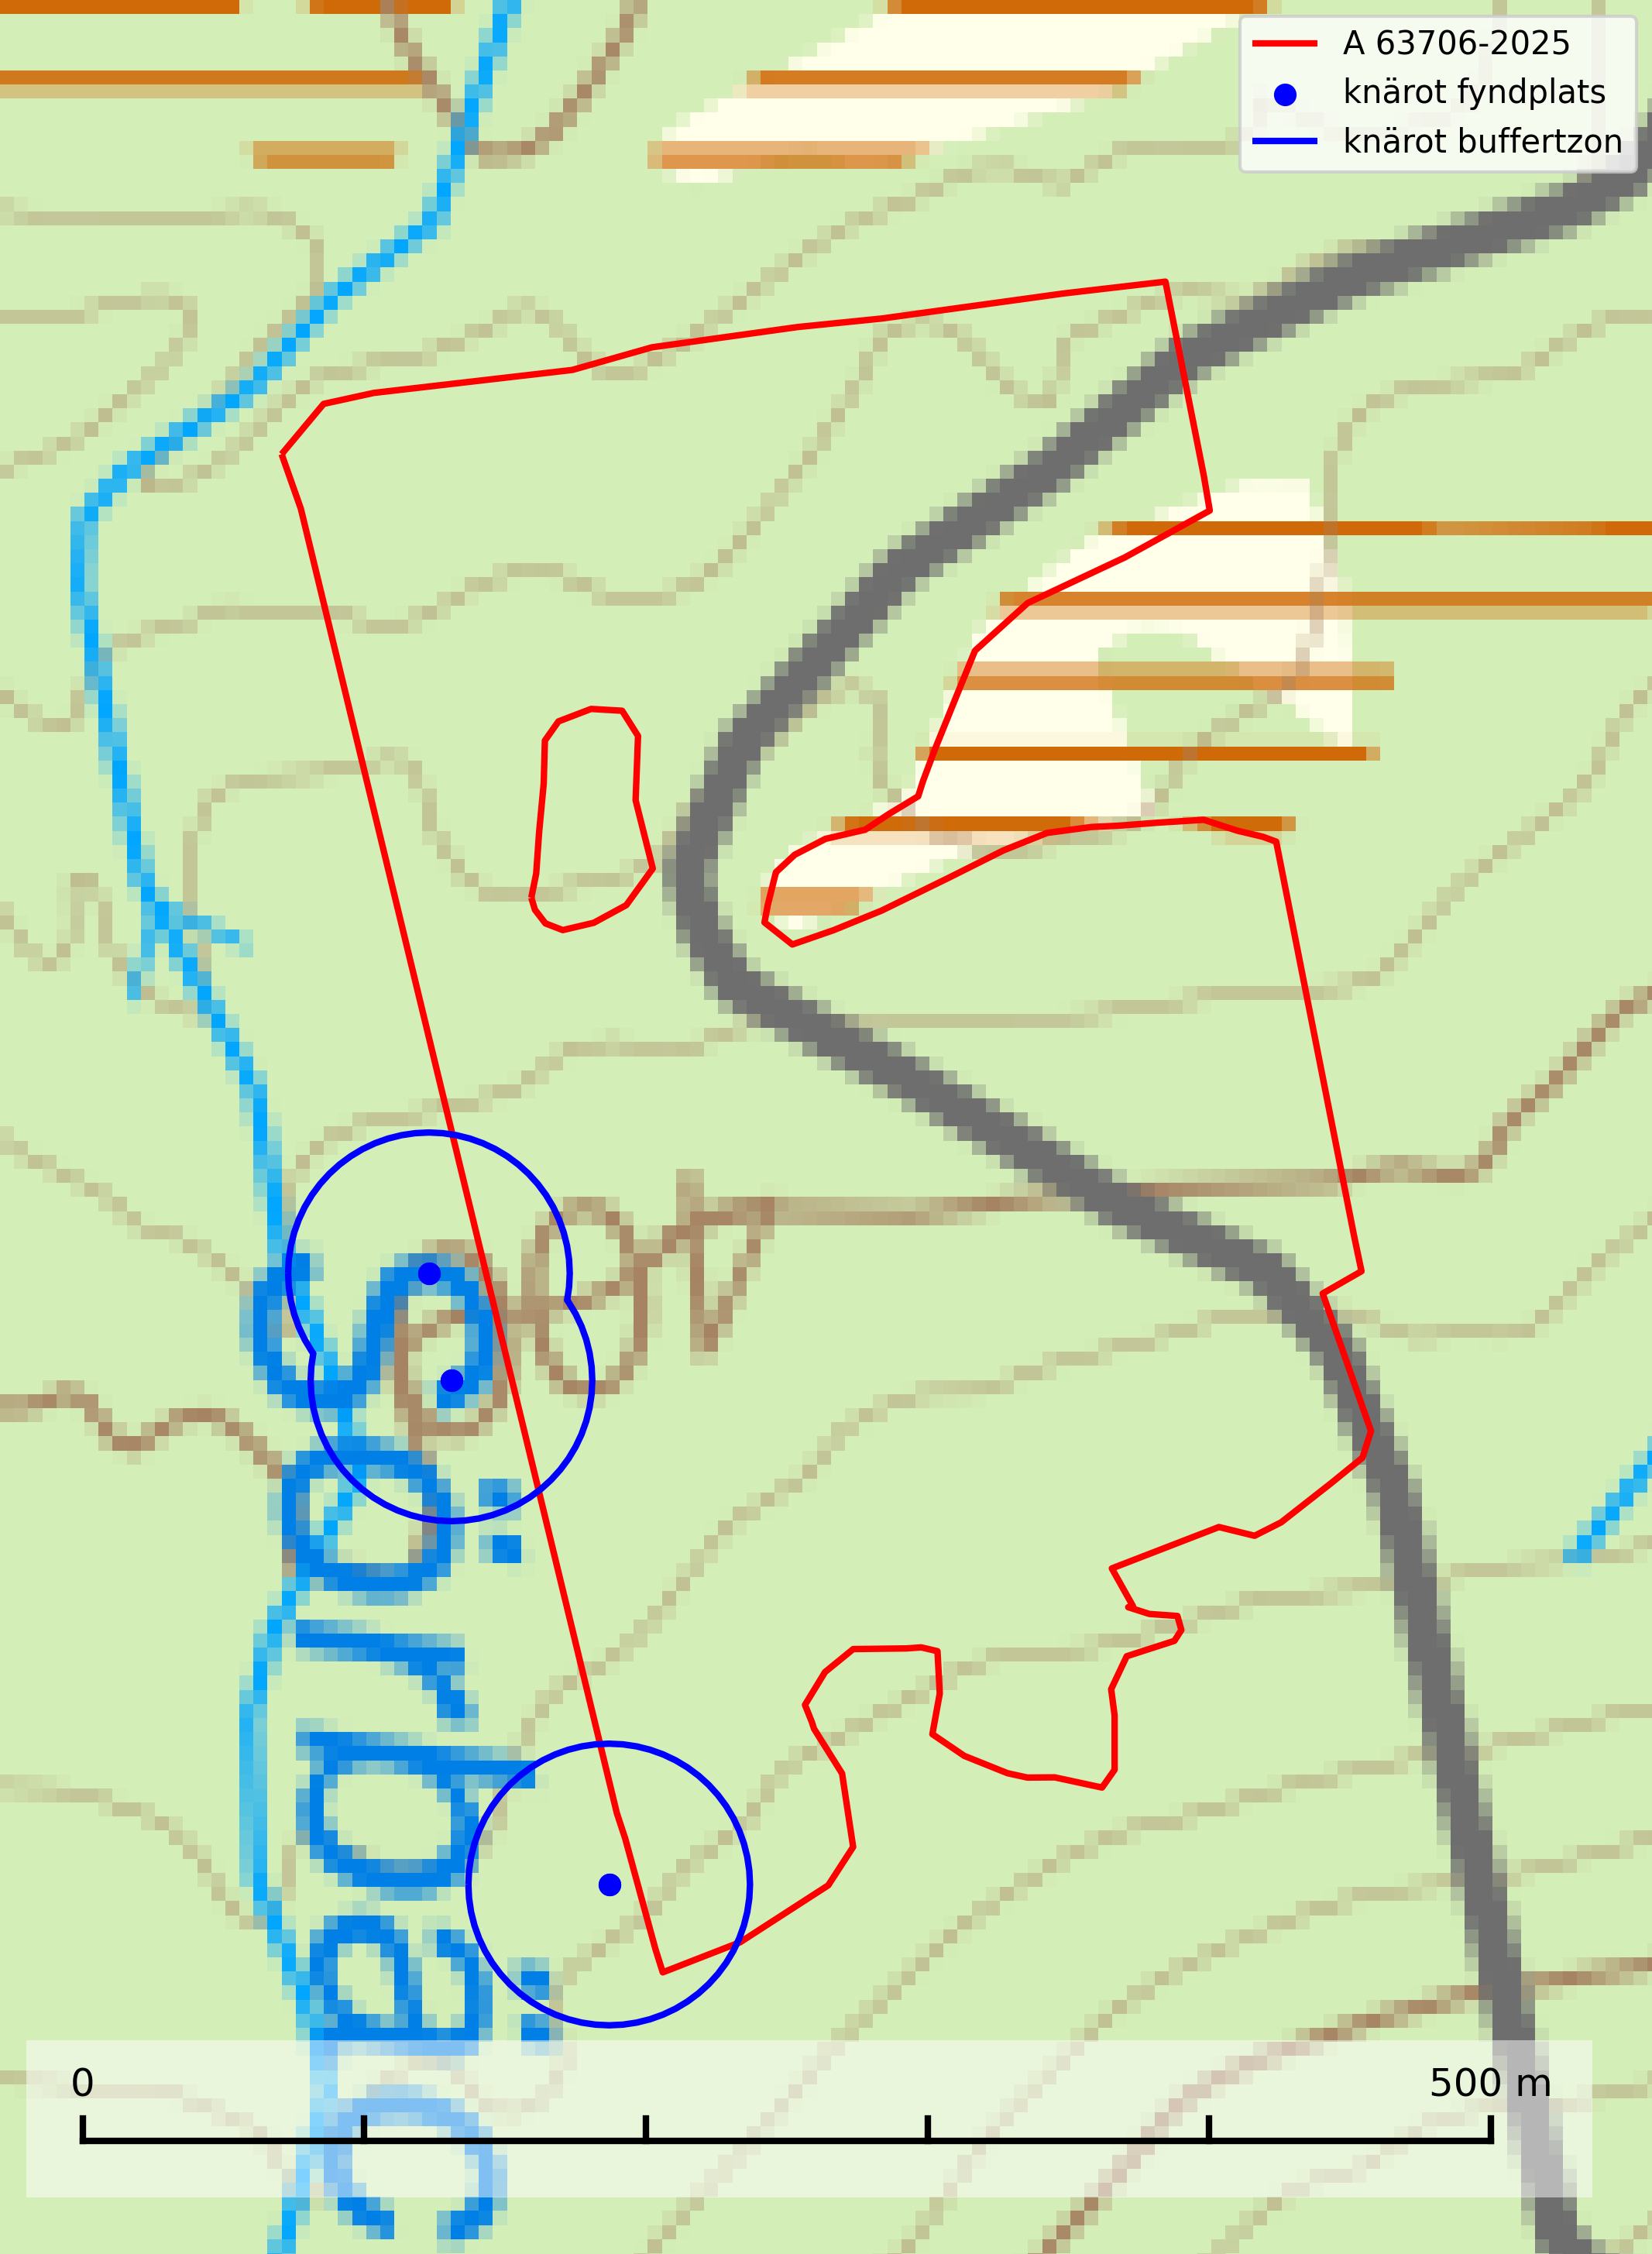 A 63706-2025
knärot fyndplats
knärot buffertzon
0 500 m